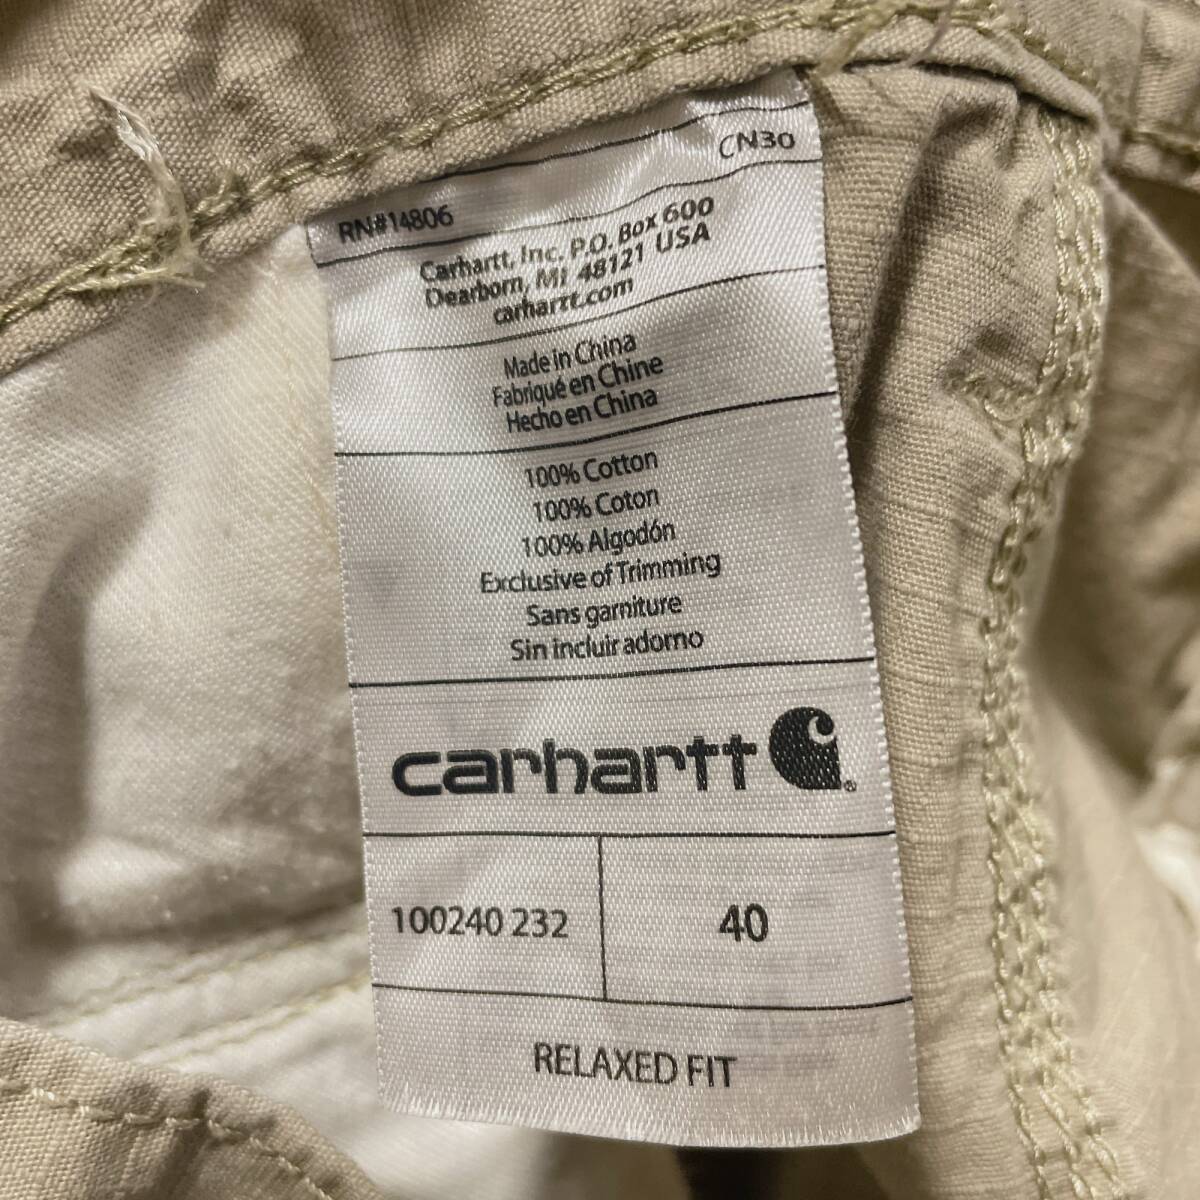 CN30
RN#14806
Carhartt, Inc. P.O. Box 600
Dearborn, MI 48121 USA
carhartt.com
Made in China
Fabriqué en Chine
Hecho en China
100% Cotton
100% Coton
100% Algodón
Exclusive of Trimming
Sans garniture
Sin incluir adorno
carhartt ®
100240 232
40
RELAXED FIT